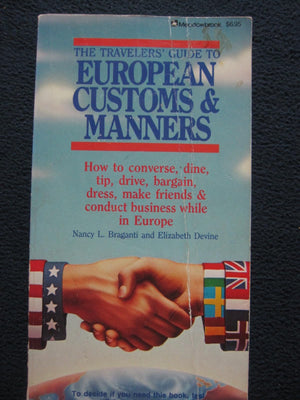 Meadowbrook $6.95
THE TRAVELERS' GUIDE TO
EUROPEAN
CUSTOMS &
MANNERS
How to converse, dine,
tip, drive, bargain,
dress, make friends &
conduct business while
in Europe
Nancy L. Braganti and Elizabeth Devine
To decide if you need this book, test